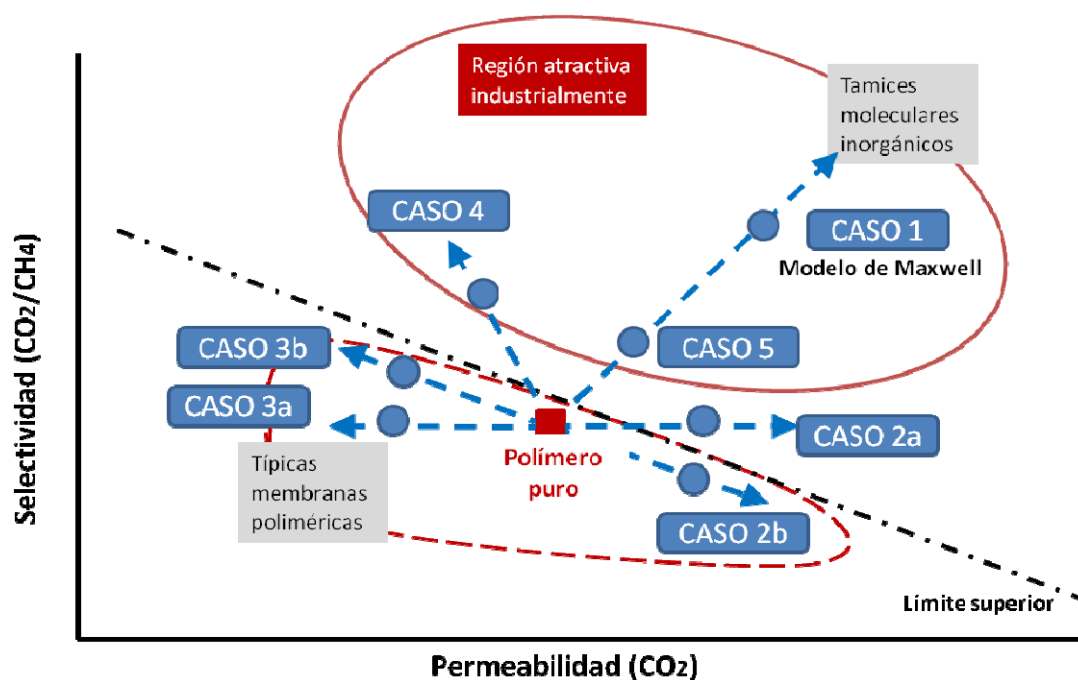 Región atractiva
industrialmente
Tamices
moleculares
inorgánicos
CASO 4
CASO 1
Modelo de Maxwell
CASO 3b
CASO 5
CASO 3a
CASO 2a
Polímero
puro
Típicas
membranas
poliméricas
CASO 2b
Límite superior
Selectividad (CO2/CH4)
Permeabilidad (CO2)